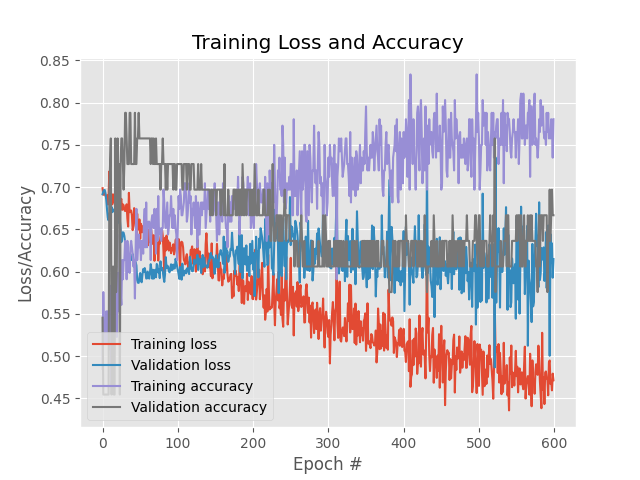 Training Loss and Accuracy
0.85
0.80
0.75
0.70
0.65
0.60
0.55
0.50
0.45
Loss/Accuracy
Training loss
Validation loss
Training accuracy
Validation accuracy
0 100 200 300 400 500 600
Epoch #